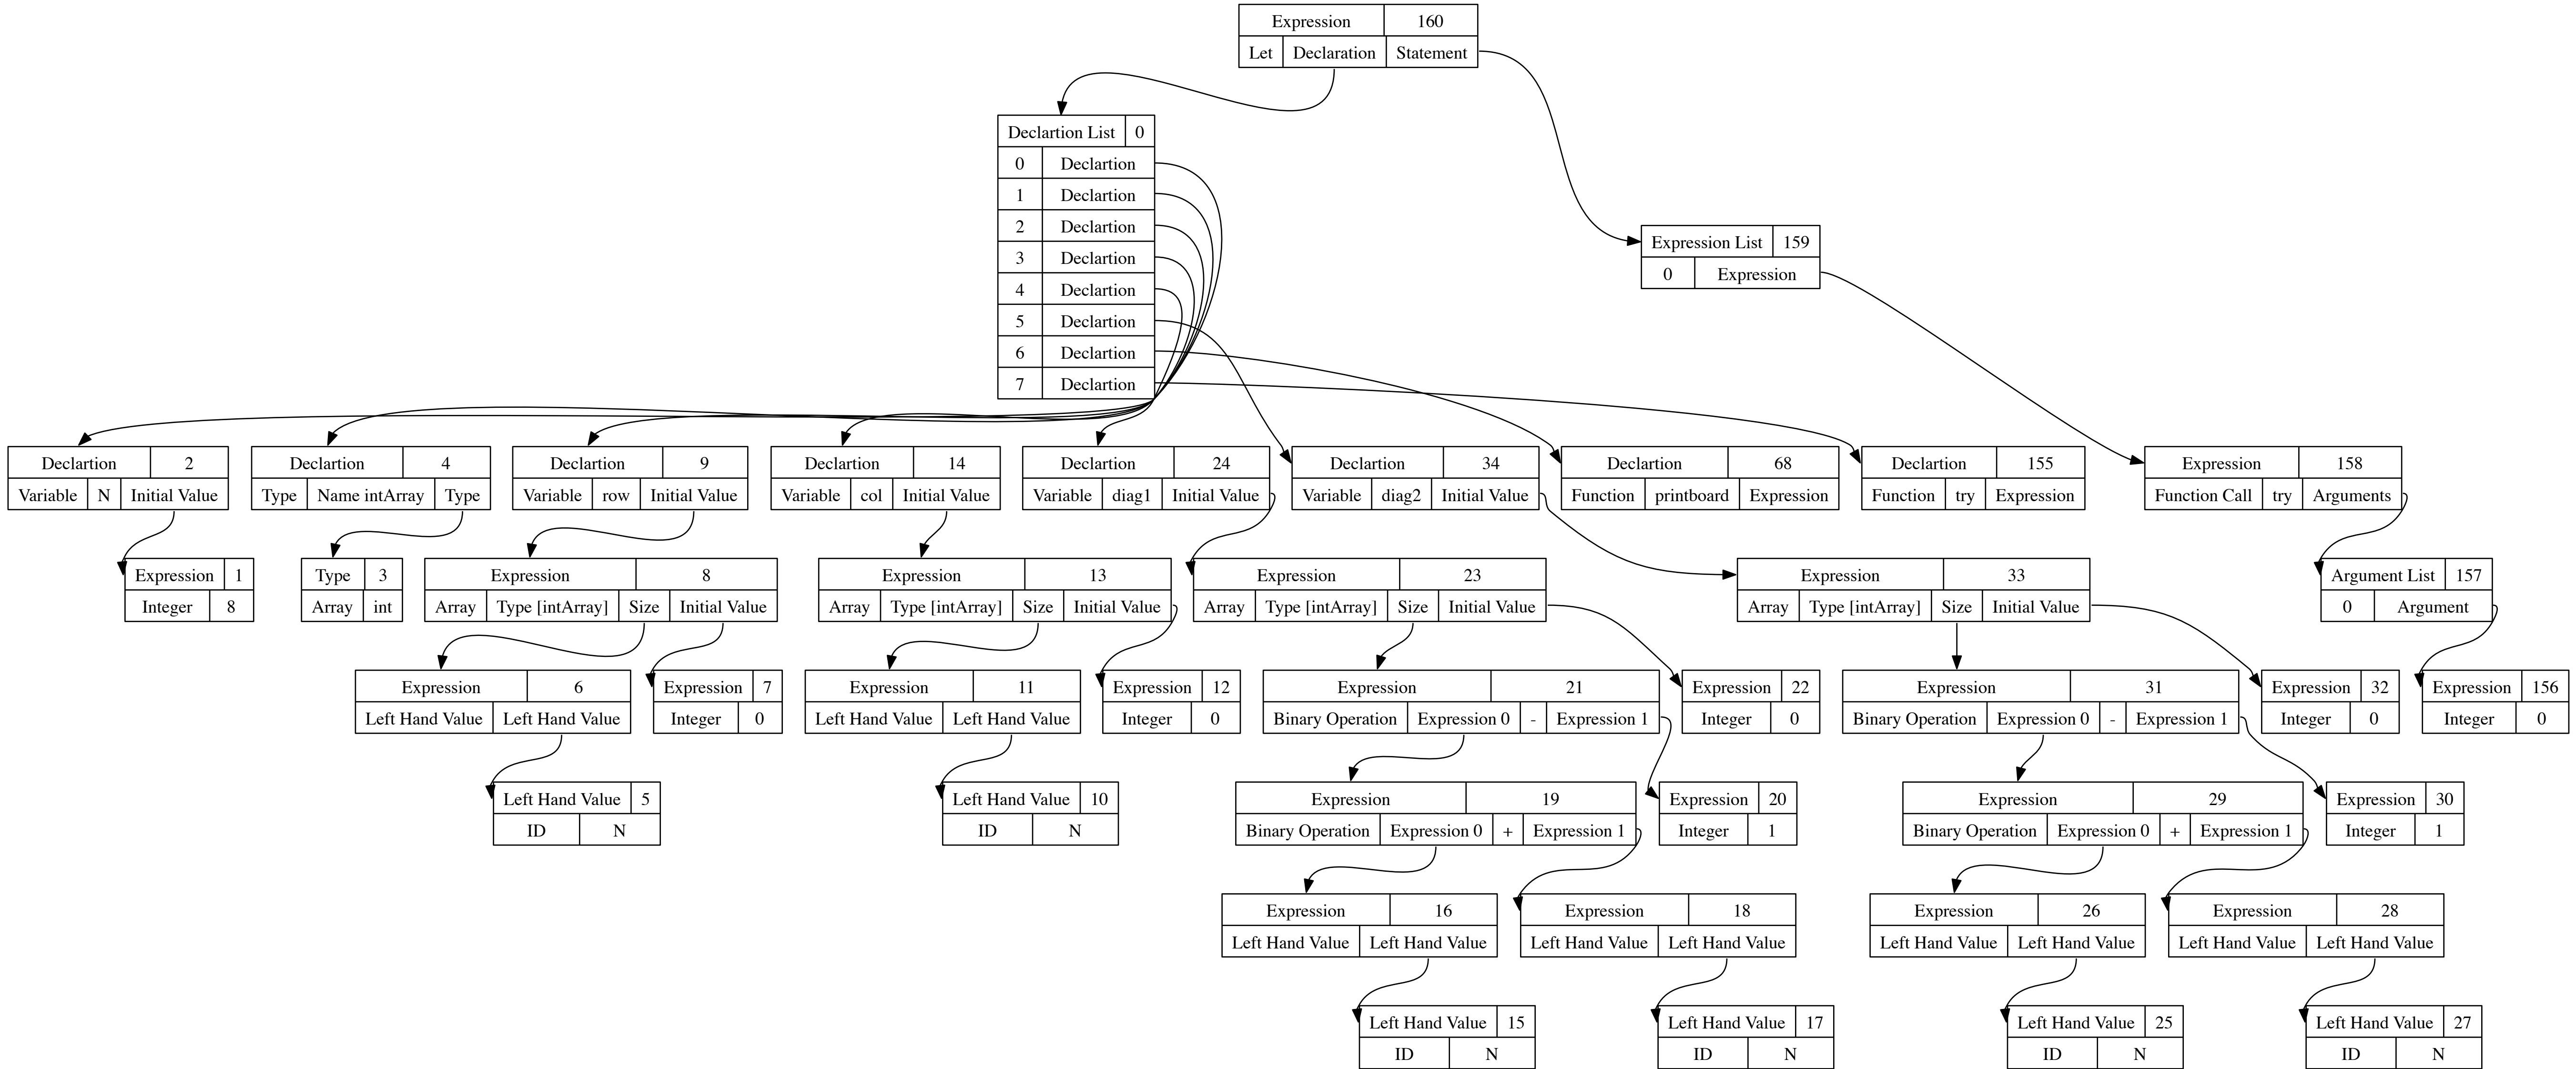 Expression 160
Let Declaration Statement
Declartion List 0
0 Declartion
1 Declartion
2 Declartion
3 Declartion
4 Declartion
5 Declartion
6 Declartion
7 Declartion
Expression List 159
0 Expression
Declartion 2
Variable N Initial Value
Declartion 4
Type Name intArray Type
Declartion 9
Variable row Initial Value
Declartion 14
Variable col Initial Value
Declartion 24
Variable diag1 Initial Value
Declartion 34
Variable diag2 Initial Value
Declartion 68
Function printboard Expression
Declartion 155
Function try Expression
Expression 158
Function Call try Arguments
Expression 1
Integer 8
Type 3
Array int
Expression 8
Array Type [intArray] Size Initial Value
Expression 13
Array Type [intArray] Size Initial Value
Expression 23
Array Type [intArray] Size Initial Value
Expression 33
Array Type [intArray] Size Initial Value
Argument List 157
0 Argument
Expression 6
Left Hand Value Left Hand Value
Expression 7
Integer 0
Expression 11
Left Hand Value Left Hand Value
Expression 12
Integer 0
Expression 21
Binary Operation Expression 0 - Expression 1
Expression 22
Integer 0
Expression 31
Binary Operation Expression 0 - Expression 1
Expression 32
Integer 0
Expression 156
Integer 0
Left Hand Value 5
ID N
Left Hand Value 10
ID N
Expression 19
Binary Operation Expression 0 + Expression 1
Expression 20
Integer 1
Expression 29
Binary Operation Expression 0 + Expression 1
Expression 30
Integer 1
Expression 16
Left Hand Value Left Hand Value
Expression 18
Left Hand Value Left Hand Value
Expression 26
Left Hand Value Left Hand Value
Expression 28
Left Hand Value Left Hand Value
Left Hand Value 15
ID N
Left Hand Value 17
ID N
Left Hand Value 25
ID N
Left Hand Value 27
ID N